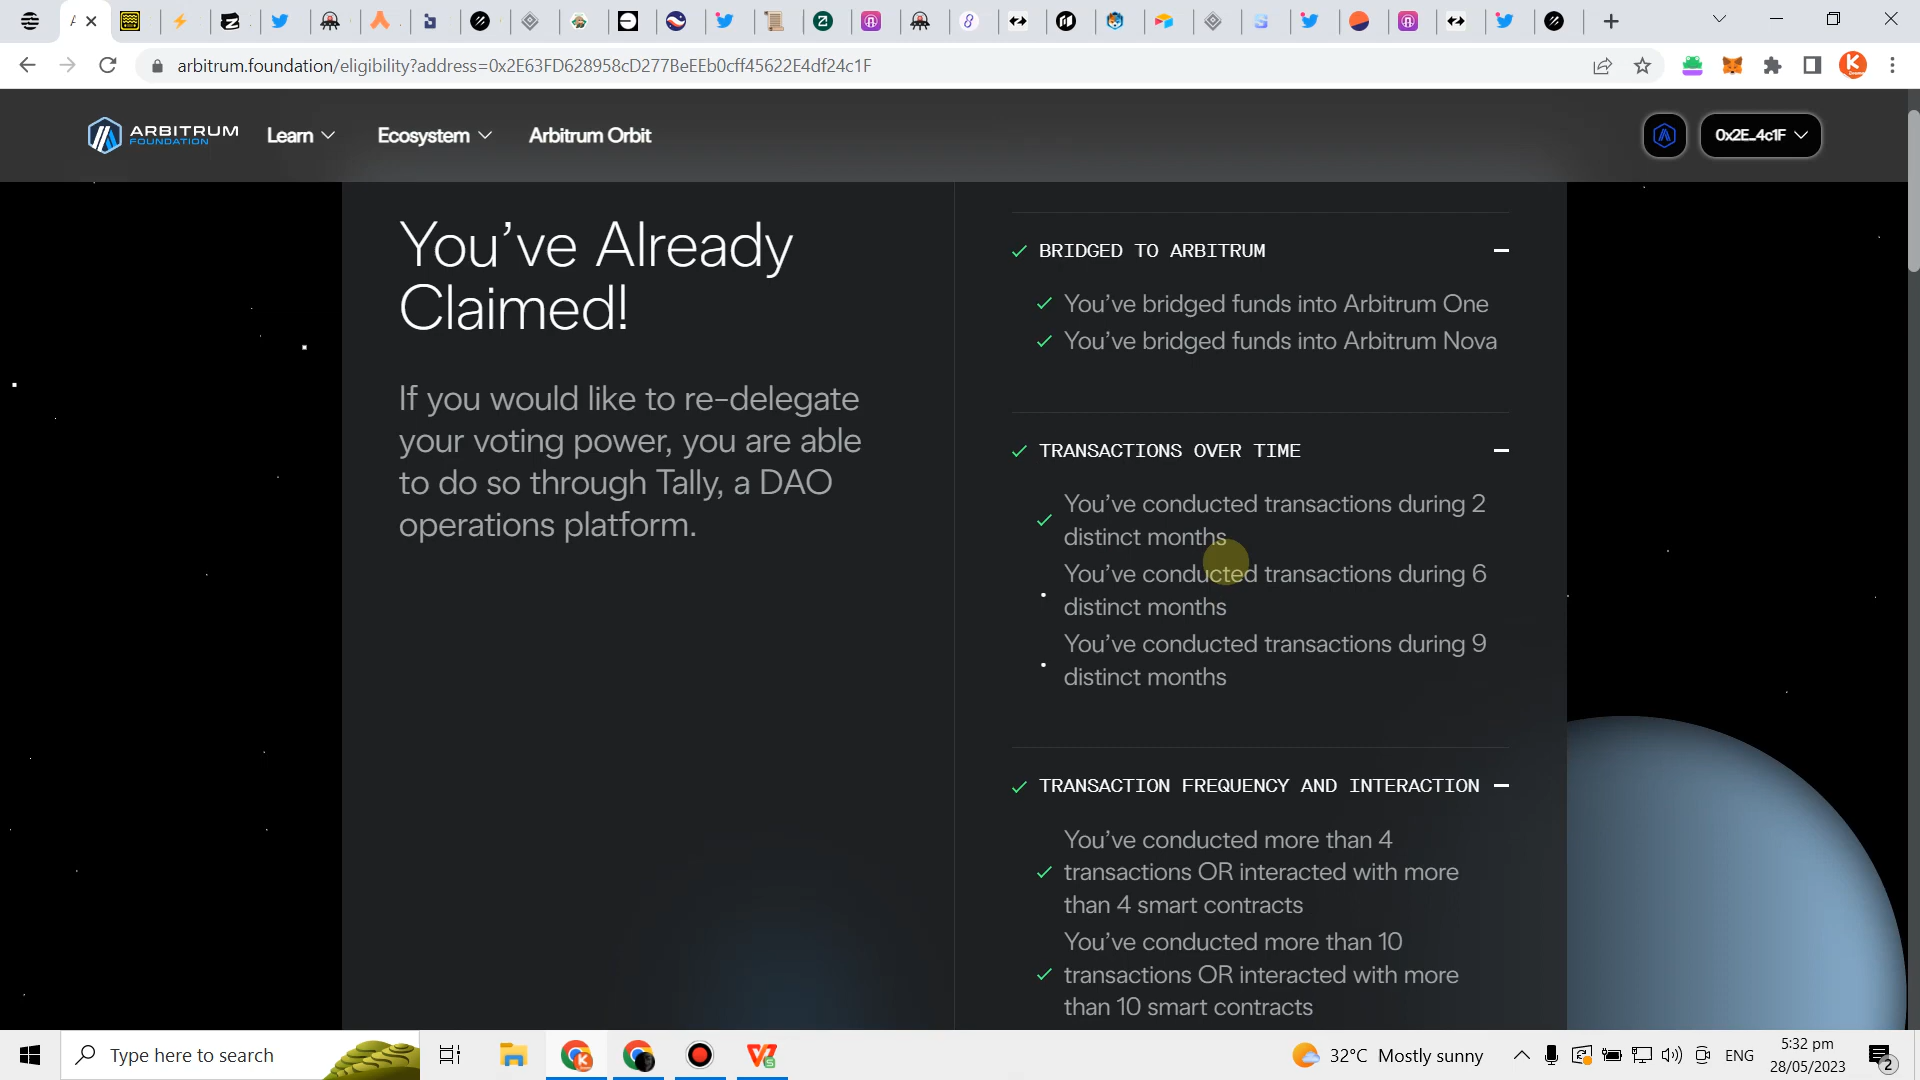 arbitrum.foundation/eligibility?address=0x2E63FD628958cD277BeEEb0cff45622E4df24c1F
ARBITRUM
FOUNDATION
Learn
Ecosystem
Arbitrum Orbit
0x2E_4c1F
You've Already
Claimed!
If you would like to re-delegate
your voting power, you are able
to do so through Tally, a DAO
operations platform.
BRIDGED TO ARBITRUM
You've bridged funds into Arbitrum One
You've bridged funds into Arbitrum Nova
TRANSACTIONS OVER TIME
You've conducted transactions during 2
distinct months
You've conducted transactions during 6
distinct months
You've conducted transactions during 9
distinct months
TRANSACTION FREQUENCY AND INTERACTION
You've conducted more than 4
transactions OR interacted with more
than 4 smart contracts
You've conducted more than 10
transactions OR interacted with more
than 10 smart contracts
Type here to search
32°C Mostly sunny
ENG
5:32 pm
28/05/2023
2